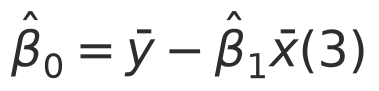 β̂₀ = ȳ − β̂₁x̄(3)